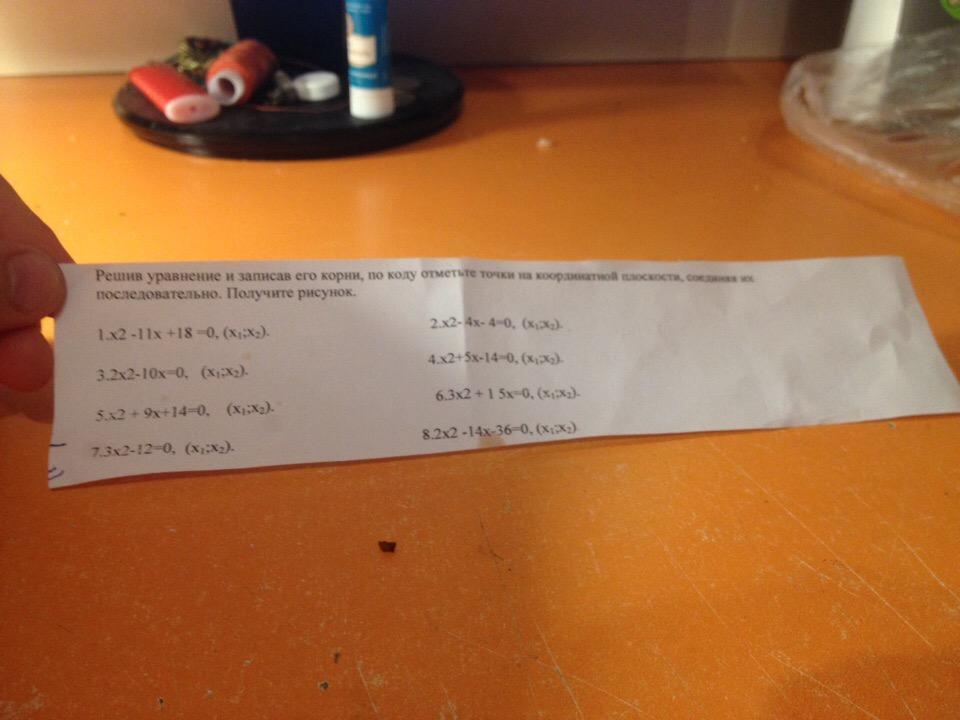 Решив уравнение и записав его корни, по коду отметьте точки на координатной плоскости, соединяя их
последовательно. Получите рисунок.
1.x2 -11x +18 =0, (x₁;x₂). 2.x2- 4x- 4=0, (x₁;x₂).
3.2x2-10x=0, (x₁;x₂). 4.x2+5x-14=0, (x₁;x₂).
5.x2 + 9x+14=0, (x₁;x₂). 6.3x2 + 1 5x=0, (x₁;x₂).
7.3x2-12=0, (x₁;x₂). 8.2x2 -14x-36=0, (x₁;x₂)